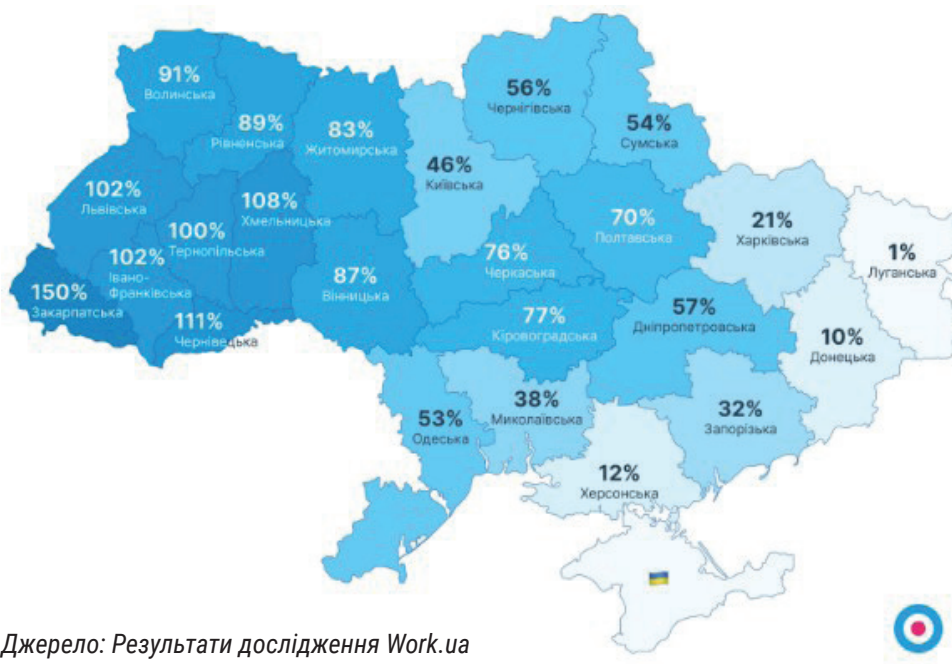 91%
Волинська
89%
Рівненська
83%
Житомирська
56%
Чернігівська
54%
Сумська
46%
Київська
102%
Львівська
108%
Хмельницька
100%
Тернопільська
102%
Івано-
Франківська
150%
Закарпатська
111%
Чернівецька
87%
Вінницька
76%
Черкаська
70%
Полтавська
21%
Харківська
1%
Луганська
77%
Кіровоградська
57%
Дніпропетровська
10%
Донецька
53%
Одеська
38%
Миколаївська
32%
Запорізька
12%
Херсонська
Джерело: Результати дослідження Work.ua